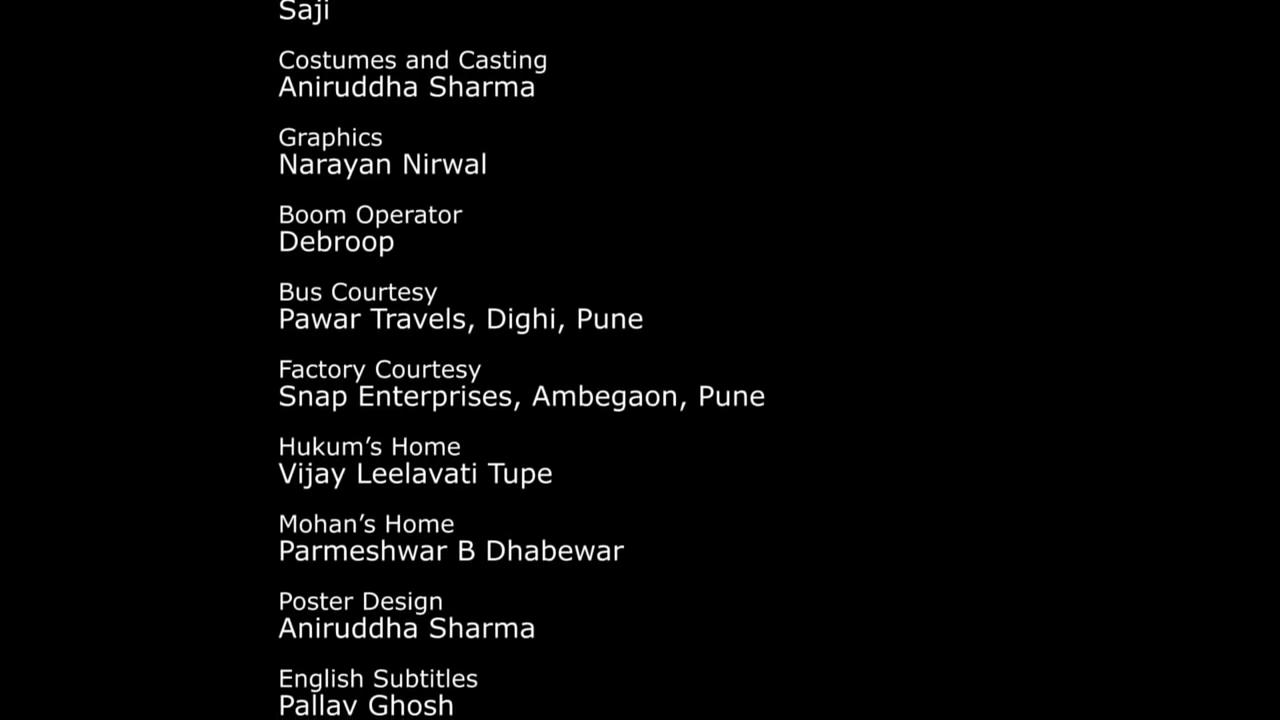 Saji
Costumes and Casting
Aniruddha Sharma
Graphics
Narayan Nirwal
Boom Operator
Debroop
Bus Courtesy
Pawar Travels, Dighi, Pune
Factory Courtesy
Snap Enterprises, Ambegaon, Pune
Hukum’s Home
Vijay Leelavati Tupe
Mohan’s Home
Parmeshwar B Dhabewar
Poster Design
Aniruddha Sharma
English Subtitles
Pallav Ghosh